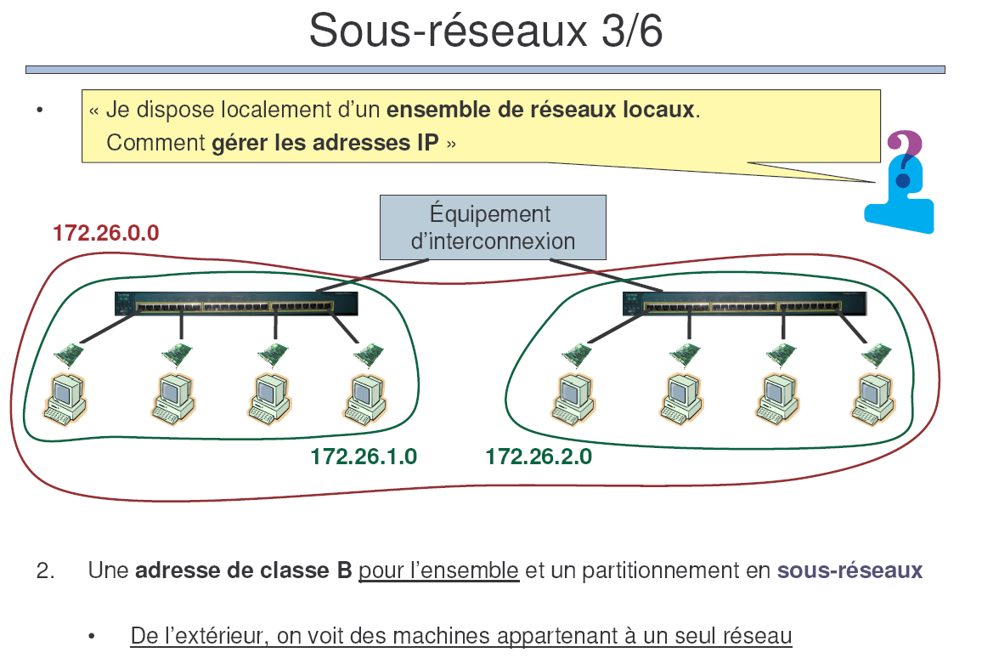 Sous-réseaux 3/6
• « Je dispose localement d’un ensemble de réseaux locaux.
Comment gérer les adresses IP »
?
Équipement
d’interconnexion
172.26.0.0
172.26.1.0
172.26.2.0
2. Une adresse de classe B pour l’ensemble et un partitionnement en sous-réseaux
• De l’extérieur, on voit des machines appartenant à un seul réseau